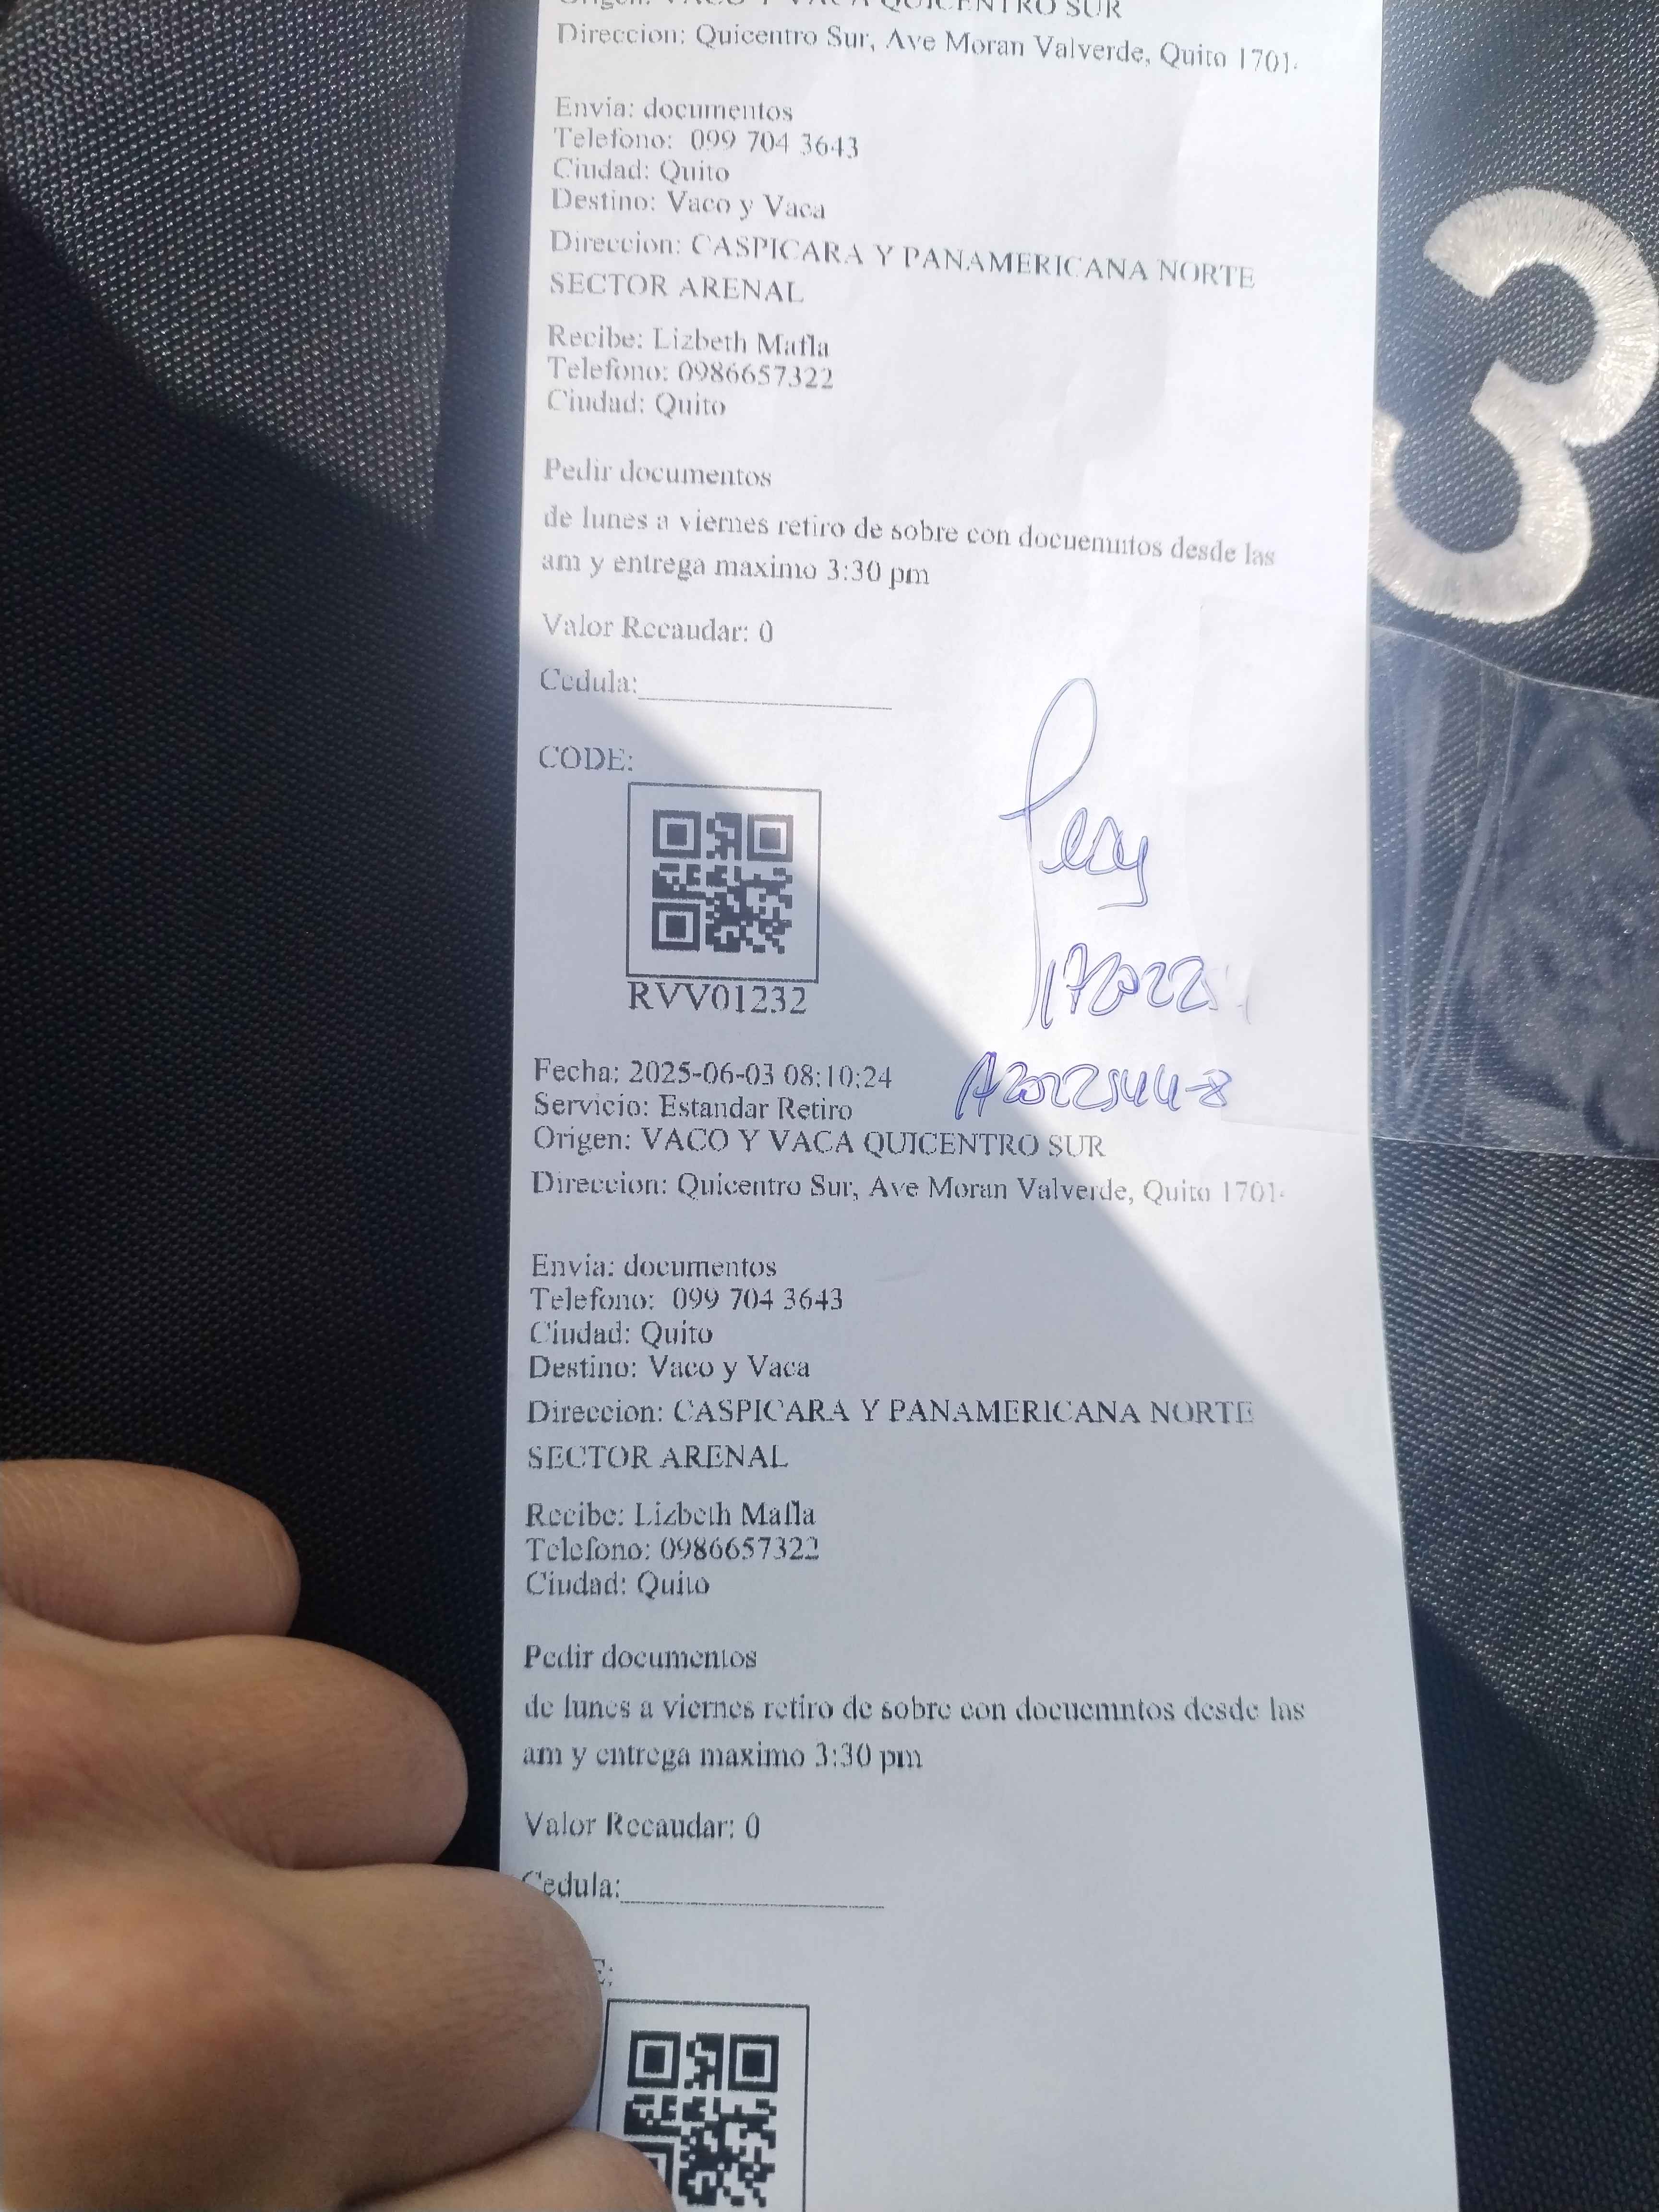 Origen: VACO Y VACA QUICENTRO SUR
Direccion: Quicentro Sur, Ave Moran Valverde, Quito 1701
Envia: documentos
Telefono: 099 704 3643
Ciudad: Quito
Destino: Vaco y Vaca
Direccion: CASPICARA Y PANAMERICANA NORTE
SECTOR ARENAL
Recibe: Lizbeth Mafla
Telefono: 0986657322
Ciudad: Quito
Pedir documentos
de lunes a viernes retiro de sobre con docuemntos desde las
am y entrega maximo 3:30 pm
Valor Recaudar: 0
Cedula:
CODE:
RVV01232
Fecha: 2025-06-03 08:10:24
Servicio: Estandar Retiro
Origen: VACO Y VACA QUICENTRO SUR
Direccion: Quicentro Sur, Ave Moran Valverde, Quito 1701
Envia: documentos
Telefono: 099 704 3643
Ciudad: Quito
Destino: Vaco y Vaca
Direccion: CASPICARA Y PANAMERICANA NORTE
SECTOR ARENAL
Recibe: Lizbeth Mafla
Telefono: 0986657322
Ciudad: Quito
Pedir documentos
de lunes a viernes retiro de sobre con docuemntos desde las
am y entrega maximo 3:30 pm
Valor Recaudar: 0
Cedula:
3